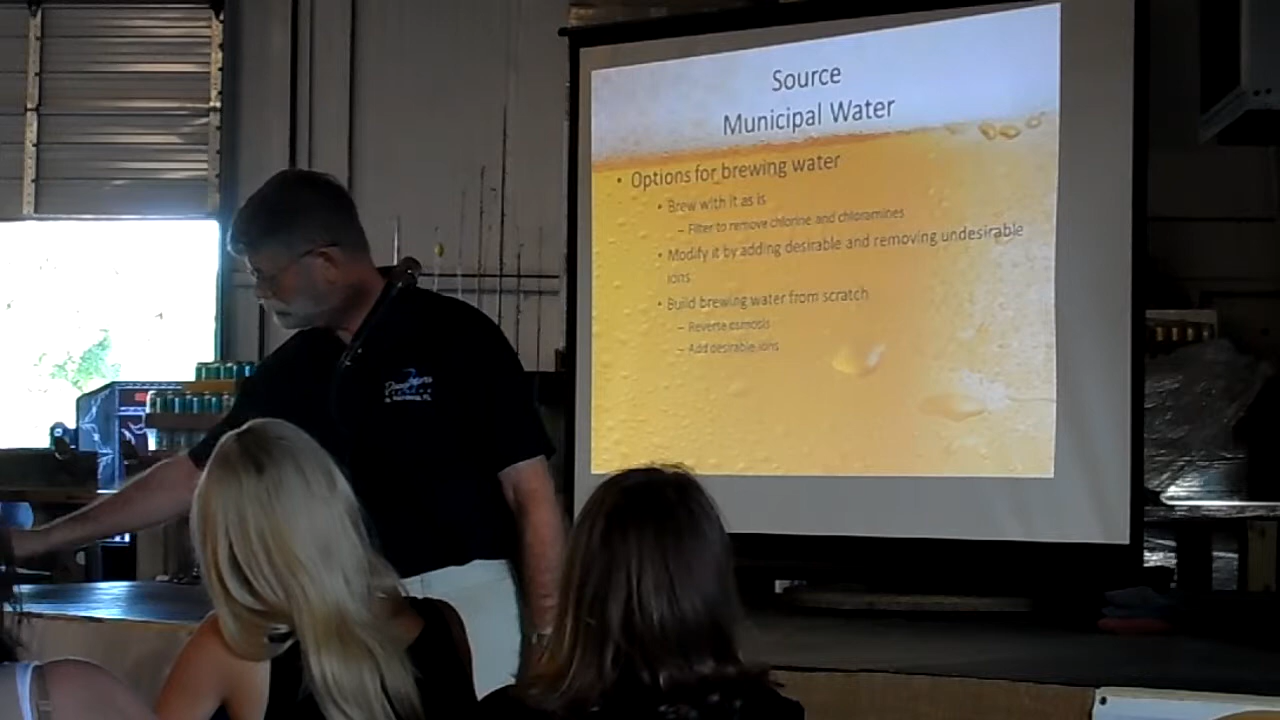 Source
Municipal Water
• Options for brewing water
• Brew with it as is
– Filter to remove chlorine and chloramines
• Modify it by adding desirable and removing undesirable
ions
• Build brewing water from scratch
– Reverse osmosis
– Add desirable ions